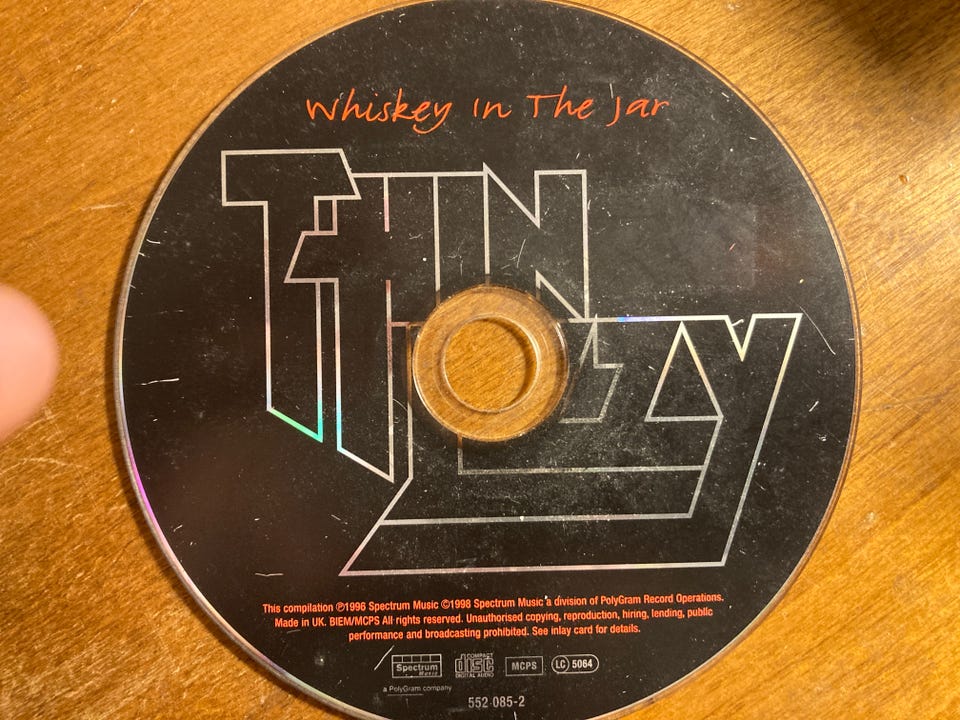 Whiskey In The Jar
THIN
LIZZY
This compilation ℗1996 Spectrum Music ©1998 Spectrum Music a division of PolyGram Record Operations.
Made in UK. BIEM/MCPS All rights reserved. Unauthorised copying, reproduction, hiring, lending, public
performance and broadcasting prohibited. See inlay card for details.
Spectrum
Music
a PolyGram company
COMPACT
disc
DIGITAL AUDIO
MCPS
LC 5064
552 085-2